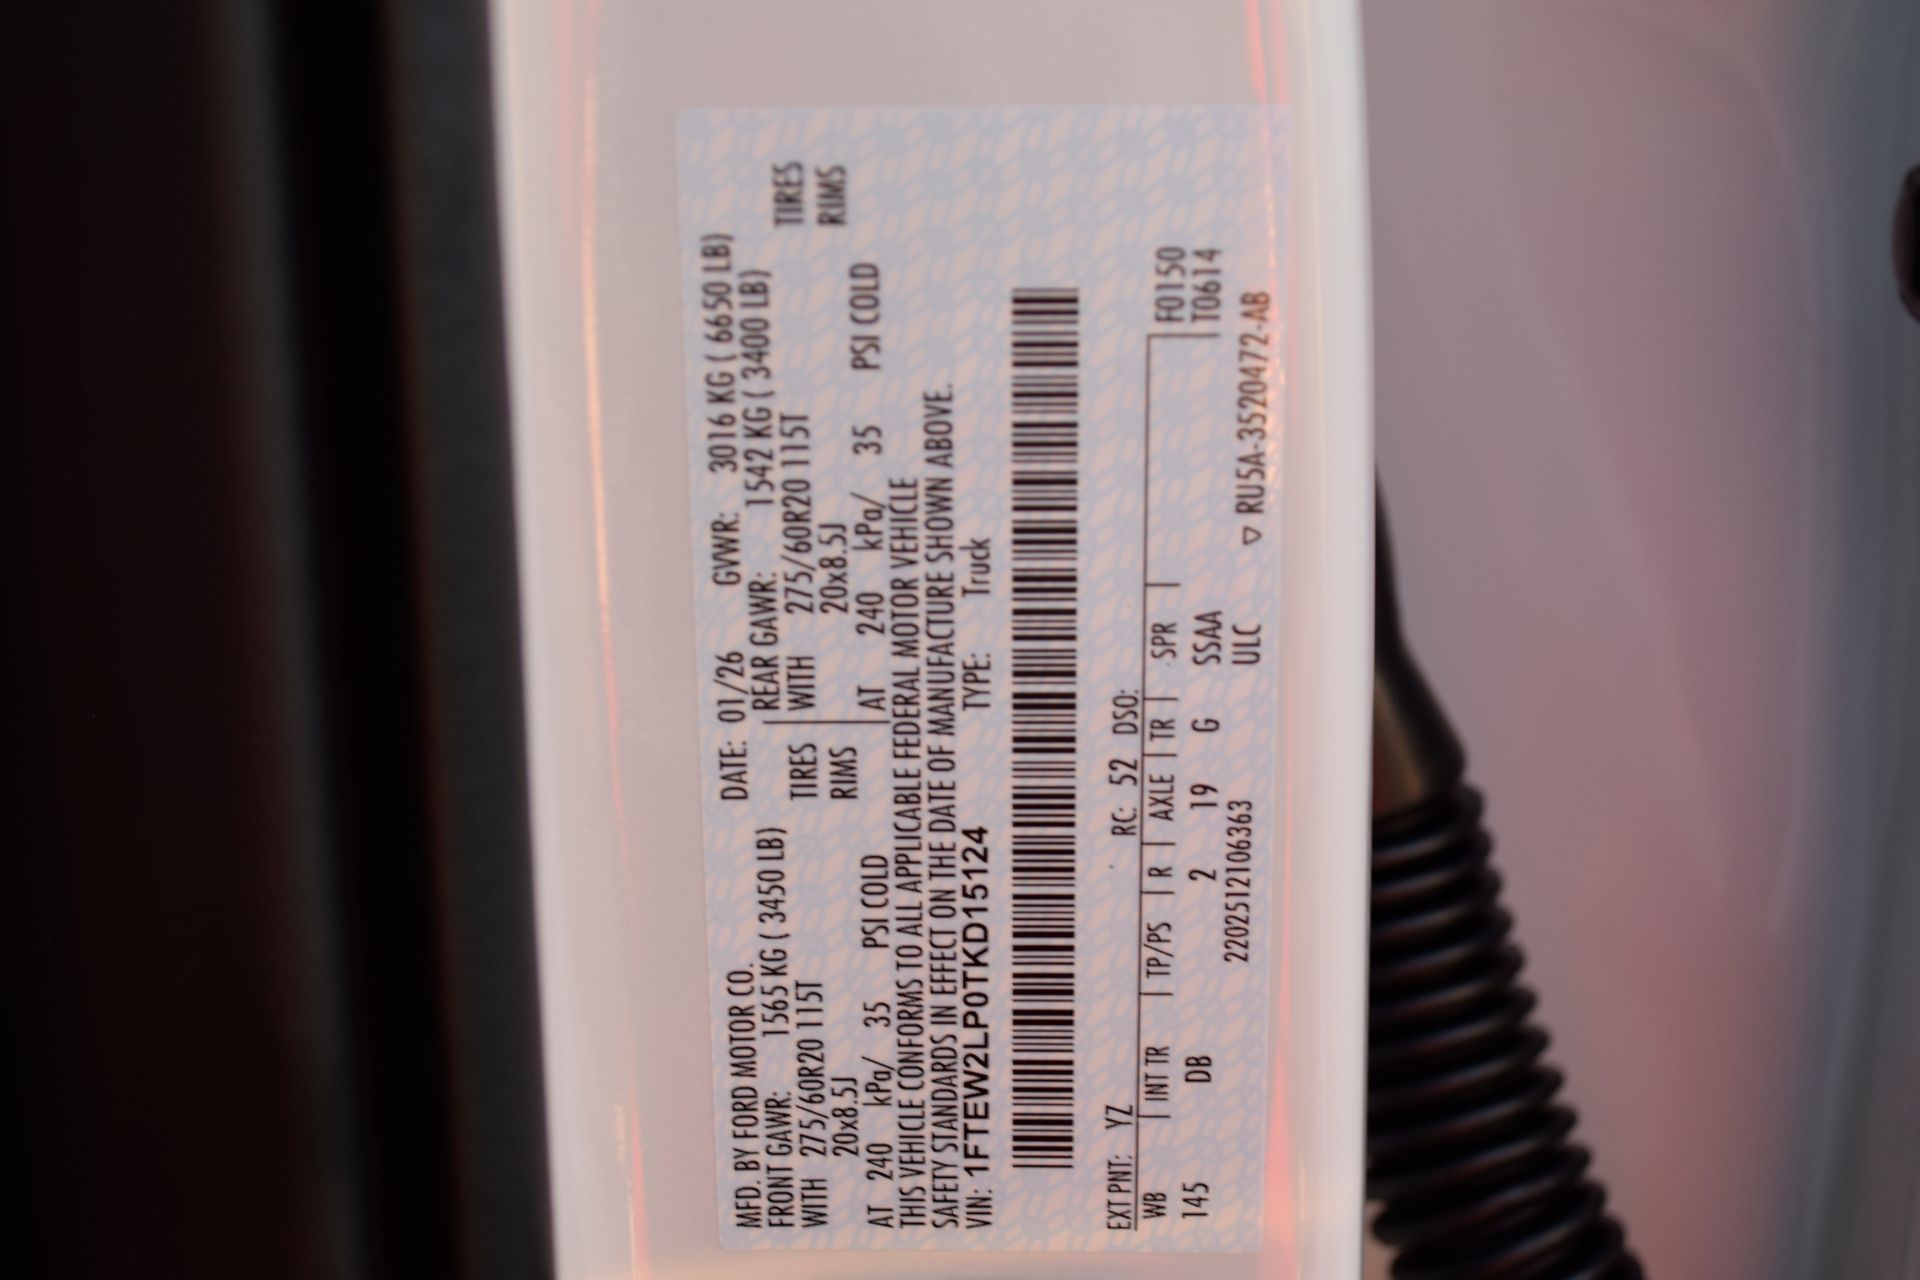 MFD. BY FORD MOTOR CO. DATE: 01/26 GVWR: 3016 KG ( 6650 LB)
FRONT GAWR: 1565 KG ( 3450 LB) REAR GAWR: 1542 KG ( 3400 LB)
WITH 275/60R20 115T TIRES WITH 275/60R20 115T TIRES
20x8.5J RIMS 20x8.5J RIMS
AT 240 kPa/ 35 PSI COLD AT 240 kPa/ 35 PSI COLD
THIS VEHICLE CONFORMS TO ALL APPLICABLE FEDERAL MOTOR VEHICLE
SAFETY STANDARDS IN EFFECT ON THE DATE OF MANUFACTURE SHOWN ABOVE.
VIN: 1FTEW2LP0TKD15124 TYPE: Truck
EXT PNT: YZ RC: 52 DSO: F0150
WB INT TR TP/PS R AXLE TR SPR T0614
145 DB 2 19 G SSAA
2202512106363 ULC ▽ RU5A-3520472-AB